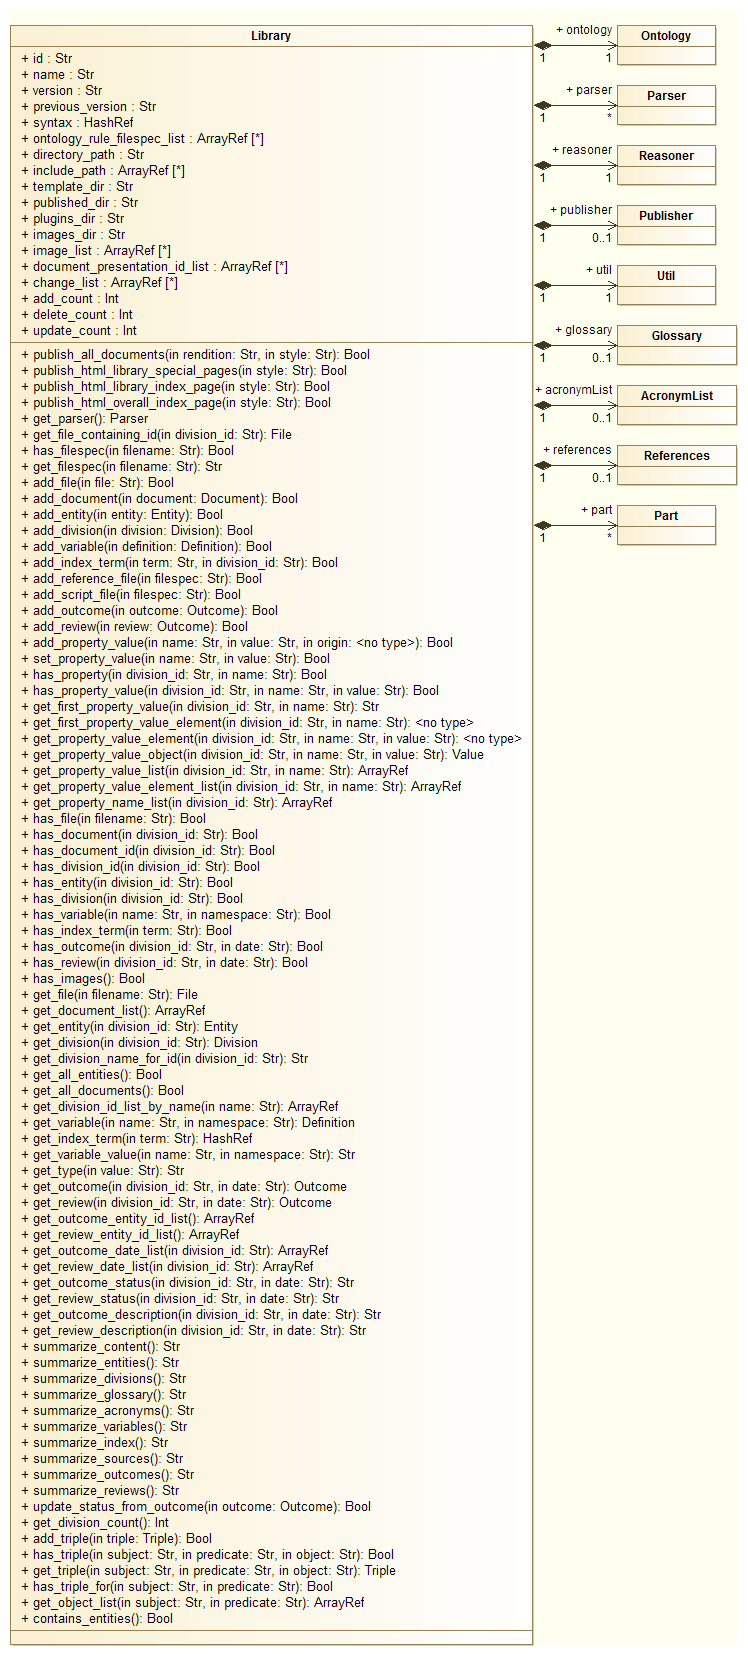 Library
+ id : Str
+ name : Str
+ version : Str
+ previous_version : Str
+ syntax : HashRef
+ ontology_rule_filespec_list : ArrayRef [*]
+ directory_path : Str
+ include_path : ArrayRef [*]
+ template_dir : Str
+ published_dir : Str
+ plugins_dir : Str
+ images_dir : Str
+ image_list : ArrayRef [*]
+ document_presentation_id_list : ArrayRef [*]
+ change_list : ArrayRef [*]
+ add_count : Int
+ delete_count : Int
+ update_count : Int
+ publish_all_documents(in rendition: Str, in style: Str): Bool
+ publish_html_library_special_pages(in style: Str): Bool
+ publish_html_library_index_page(in style: Str): Bool
+ publish_html_overall_index_page(in style: Str): Bool
+ get_parser(): Parser
+ get_file_containing_id(in division_id: Str): File
+ has_filespec(in filename: Str): Bool
+ get_filespec(in filename: Str): Str
+ add_file(in file: Str): Bool
+ add_document(in document: Document): Bool
+ add_entity(in entity: Entity): Bool
+ add_division(in division: Division): Bool
+ add_variable(in definition: Definition): Bool
+ add_index_term(in term: Str, in division_id: Str): Bool
+ add_reference_file(in filespec: Str): Bool
+ add_script_file(in filespec: Str): Bool
+ add_outcome(in outcome: Outcome): Bool
+ add_review(in review: Outcome): Bool
+ add_property_value(in name: Str, in value: Str, in origin: <no type>): Bool
+ set_property_value(in name: Str, in value: Str): Bool
+ has_property(in division_id: Str, in name: Str): Bool
+ has_property_value(in division_id: Str, in name: Str, in value: Str): Bool
+ get_first_property_value(in division_id: Str, in name: Str): Str
+ get_first_property_value_element(in division_id: Str, in name: Str): <no type>
+ get_property_value_element(in division_id: Str, in name: Str, in value: Str): <no type>
+ get_property_value_object(in division_id: Str, in name: Str, in value: Str): Value
+ get_property_value_list(in division_id: Str, in name: Str): ArrayRef
+ get_property_value_element_list(in division_id: Str, in name: Str): ArrayRef
+ get_property_name_list(in division_id: Str): ArrayRef
+ has_file(in filename: Str): Bool
+ has_document(in division_id: Str): Bool
+ has_document_id(in division_id: Str): Bool
+ has_division_id(in division_id: Str): Bool
+ has_entity(in division_id: Str): Bool
+ has_division(in division_id: Str): Bool
+ has_variable(in name: Str, in namespace: Str): Bool
+ has_index_term(in term: Str): Bool
+ has_outcome(in division_id: Str, in date: Str): Bool
+ has_review(in division_id: Str, in date: Str): Bool
+ has_images(): Bool
+ get_file(in filename: Str): File
+ get_document_list(): ArrayRef
+ get_entity(in division_id: Str): Entity
+ get_division(in division_id: Str): Division
+ get_division_name_for_id(in division_id: Str): Str
+ get_all_entities(): Bool
+ get_all_documents(): Bool
+ get_division_id_list_by_name(in name: Str): ArrayRef
+ get_variable(in name: Str, in namespace: Str): Definition
+ get_index_term(in term: Str): HashRef
+ get_variable_value(in name: Str, in namespace: Str): Str
+ get_type(in value: Str): Str
+ get_outcome(in division_id: Str, in date: Str): Outcome
+ get_review(in division_id: Str, in date: Str): Outcome
+ get_outcome_entity_id_list(): ArrayRef
+ get_review_entity_id_list(): ArrayRef
+ get_outcome_date_list(in division_id: Str): ArrayRef
+ get_review_date_list(in division_id: Str): ArrayRef
+ get_outcome_status(in division_id: Str, in date: Str): Str
+ get_review_status(in division_id: Str, in date: Str): Str
+ get_outcome_description(in division_id: Str, in date: Str): Str
+ get_review_description(in division_id: Str, in date: Str): Str
+ summarize_content(): Str
+ summarize_entities(): Str
+ summarize_divisions(): Str
+ summarize_glossary(): Str
+ summarize_acronyms(): Str
+ summarize_variables(): Str
+ summarize_index(): Str
+ summarize_sources(): Str
+ summarize_outcomes(): Str
+ summarize_reviews(): Str
+ update_status_from_outcome(in outcome: Outcome): Bool
+ get_division_count(): Int
+ add_triple(in triple: Triple): Bool
+ has_triple(in subject: Str, in predicate: Str, in object: Str): Bool
+ get_triple(in subject: Str, in predicate: Str, in object: Str): Triple
+ has_triple_for(in subject: Str, in predicate: Str): Bool
+ get_object_list(in subject: Str, in predicate: Str): ArrayRef
+ contains_entities(): Bool
+ ontology
1 1
Ontology
+ parser
1 *
Parser
+ reasoner
1 1
Reasoner
+ publisher
1 0..1
Publisher
+ util
1 1
Util
+ glossary
1 0..1
Glossary
+ acronymList
1 0..1
AcronymList
+ references
1 0..1
References
+ part
1 *
Part